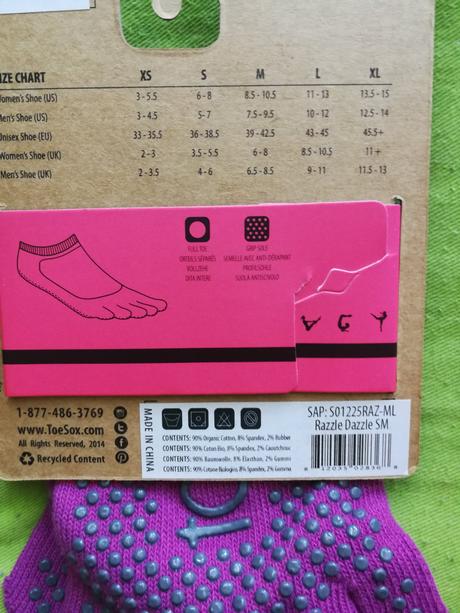 IZE CHART XS S M L XL
omen's Shoe (US) 3 - 5.5 6 - 8 8.5 - 10.5 11 - 13 13.5 - 15
en's Shoe (US) 3 - 4.5 5 - 7 7.5 - 9.5 10 - 12 12.5 - 14
nisex Shoe (EU) 33 - 35.5 36 - 38.5 39 - 42.5 43 - 45 45.5+
Women's Shoe (UK) 2 - 3 3.5 - 5.5 6 - 8 8.5 - 10.5 11 +
Men's Shoe (UK) 2 - 3.5 4 - 6 6.5 - 8.5 9 - 11 11.5 - 13
FULL TOE
ORTEILS SÉPARÉS
VOLLZEHE
DITA INTERE
GRIP SOLE
SEMELLE AVEC ANTI-DÉRAPANT
PROFILSOHLE
SUOLA ANTISCIVOLO
1-877-486-3769
www.ToeSox.com
All Rights Reserved, 2014
Recycled Content
MADE IN CHINA
CONTENTS: 90% Organic Cotton, 8% Spandex, 2% Rubber
CONTENTS: 90% Coton Bio, 8% Spandex, 2% Caoutchouc
CONTENTS: 90% Baumwolle, 8% Elasthan, 2% Gummi
CONTENTS: 90% Cotone Biologico, 8% Spandex, 2% Gomma
SAP: S01225RAZ-ML
Razzle Dazzle SM
8 12035 02836 8